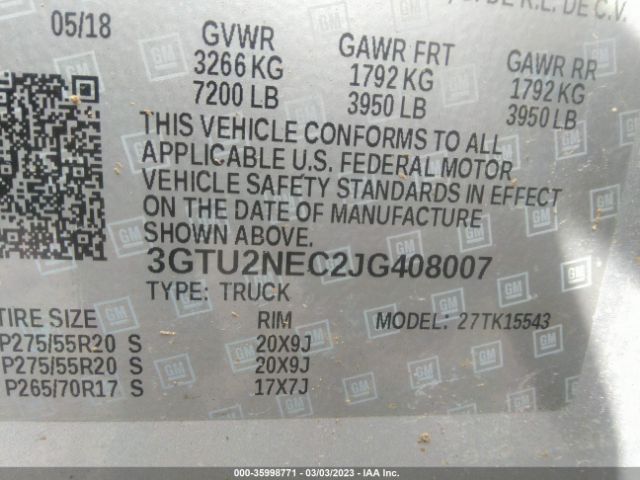 DE R.L. DE C.V.
05/18 GVWR GAWR FRT GAWR RR
3266 KG 1792 KG 1792 KG
7200 LB 3950 LB 3950 LB
THIS VEHICLE CONFORMS TO ALL
APPLICABLE U.S. FEDERAL MOTOR
VEHICLE SAFETY STANDARDS IN EFFECT
ON THE DATE OF MANUFACTURE
SHOWN ABOVE.
3GTU2NEC2JG408007
TYPE: TRUCK
TIRE SIZE RIM MODEL: 27TK15543
P275/55R20 S 20X9J
P275/55R20 S 20X9J
P265/70R17 S 17X7J
GM
000-35998771 - 03/03/2023 - IAA Inc.